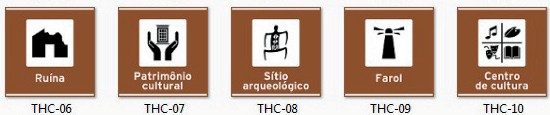 Ruína
THC-06
Patrimônio
cultural
THC-07
Sítio
arqueológico
THC-08
Farol
THC-09
Centro
de cultura
THC-10